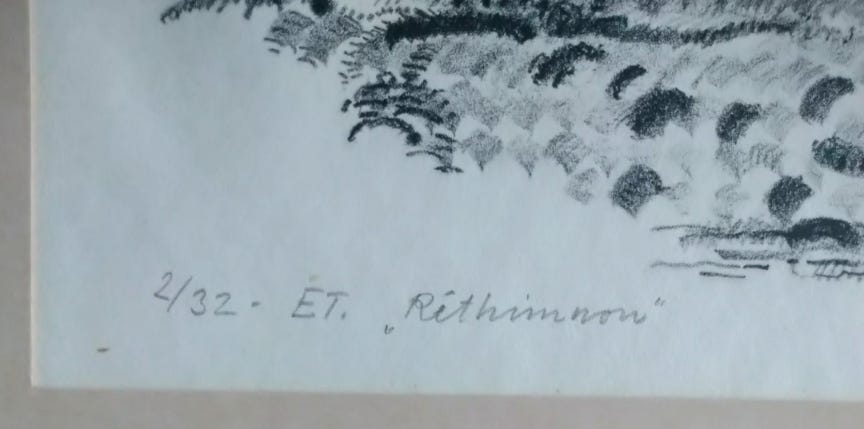 2/32 - ET. „Réthimnon"